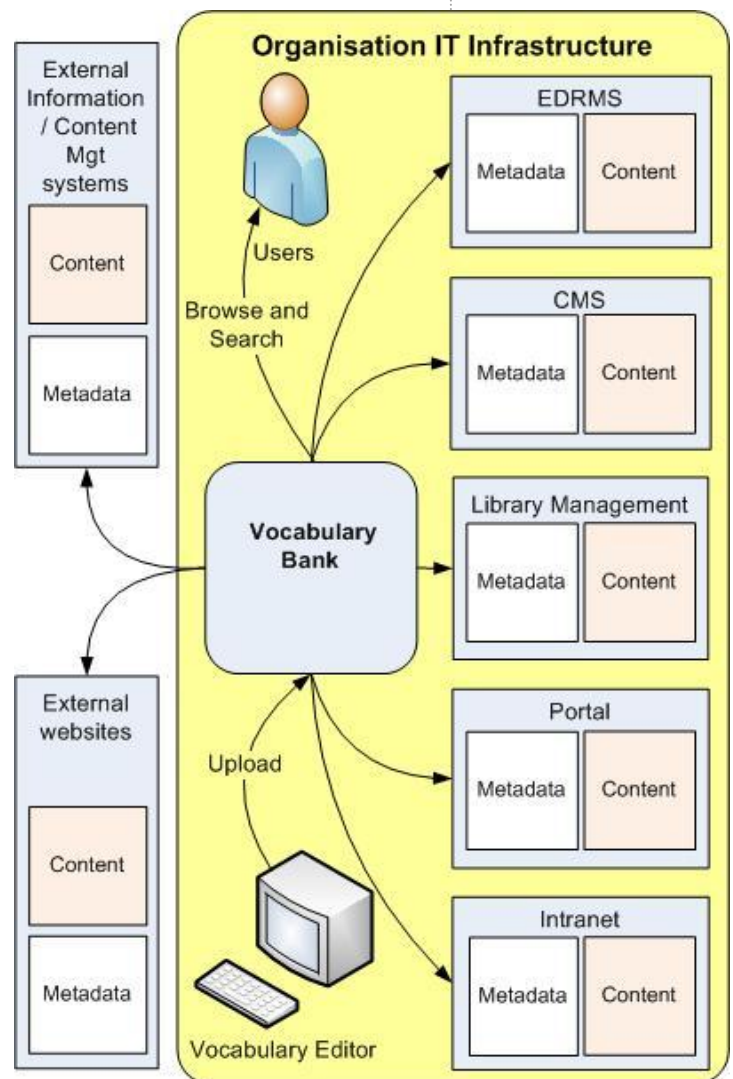 Organisation IT Infrastructure
External
Information
/ Content
Mgt
systems
Content
Metadata
Users
Browse and
Search
EDRMS
Metadata
Content
CMS
Metadata
Content
Vocabulary
Bank
Library Management
Metadata
Content
External
websites
Content
Metadata
Upload
Vocabulary Editor
Portal
Metadata
Content
Intranet
Metadata
Content